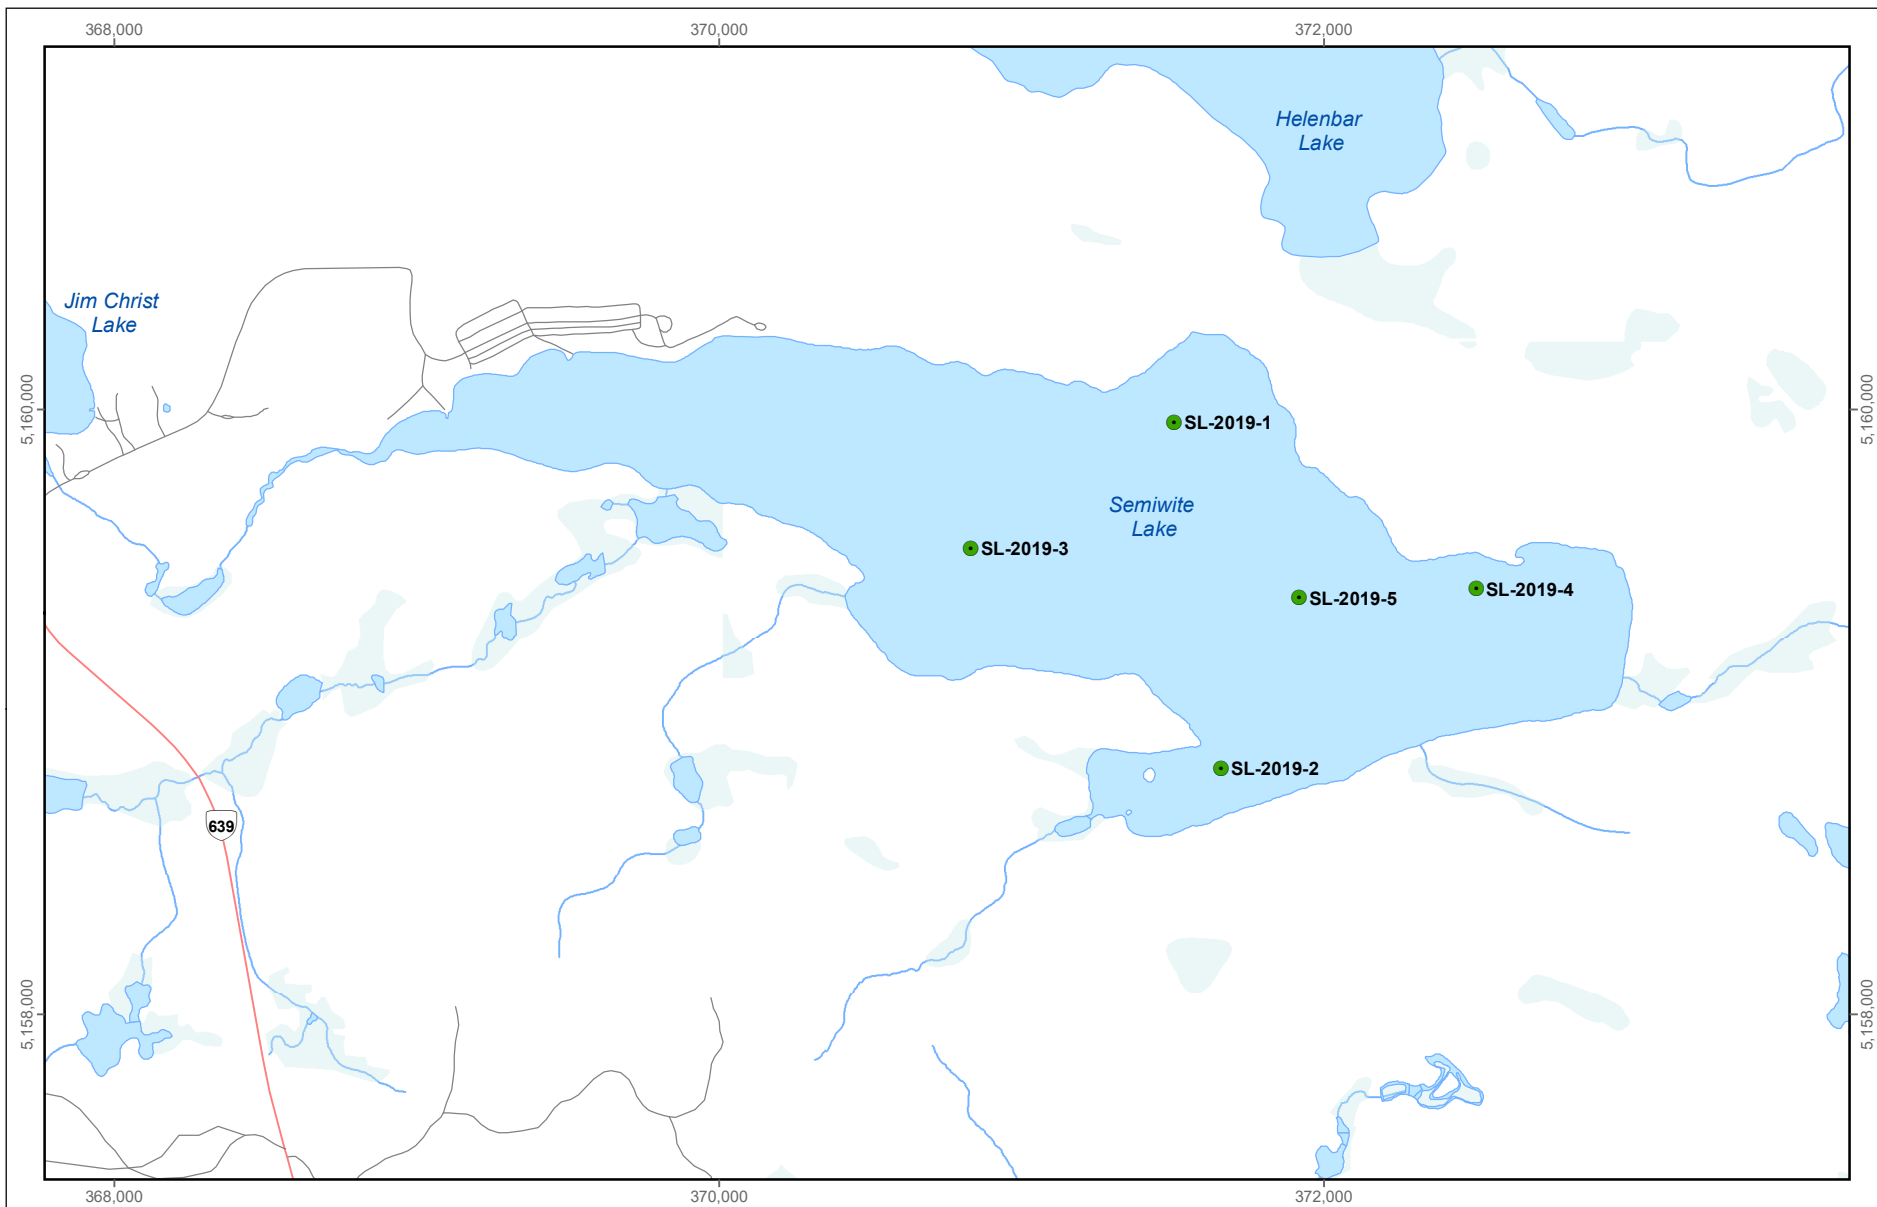 368,000
370,000
372,000
Helenbar
Lake
Jim Christ
Lake
5,160,000
5,160,000
SL-2019-1
Semiwite
Lake
SL-2019-3
SL-2019-5
SL-2019-4
SL-2019-2
639
5,158,000
5,158,000
368,000
370,000
372,000